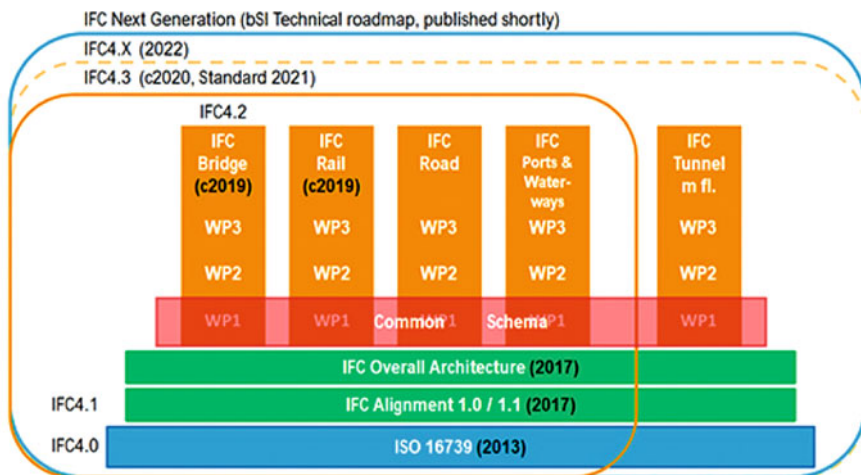 IFC Next Generation (bSI Technical roadmap, published shortly)
IFC4.X (2022)
IFC4.3 (c2020, Standard 2021)
IFC4.2
IFC Bridge (c2019)
WP3
WP2
WP1
IFC Rail (c2019)
WP3
WP2
WP1
IFC Road
WP3
WP2
WP1
IFC Ports & Water-ways
WP3
WP2
WP1
IFC Tunnel m fl.
WP3
WP2
WP1
Common Schema
IFC Overall Architecture (2017)
IFC4.1
IFC Alignment 1.0 / 1.1 (2017)
IFC4.0
ISO 16739 (2013)